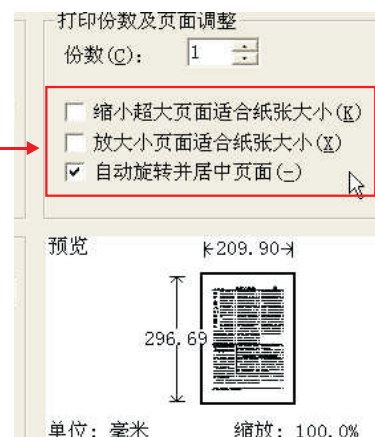 打印份数及页面调整
份数(C): 1
缩小超大页面适合纸张大小(K)
放大小页面适合纸张大小(X)
自动旋转并居中页面(-)
预览
209.90
296.69
单位: 毫米 缩放: 100.0%